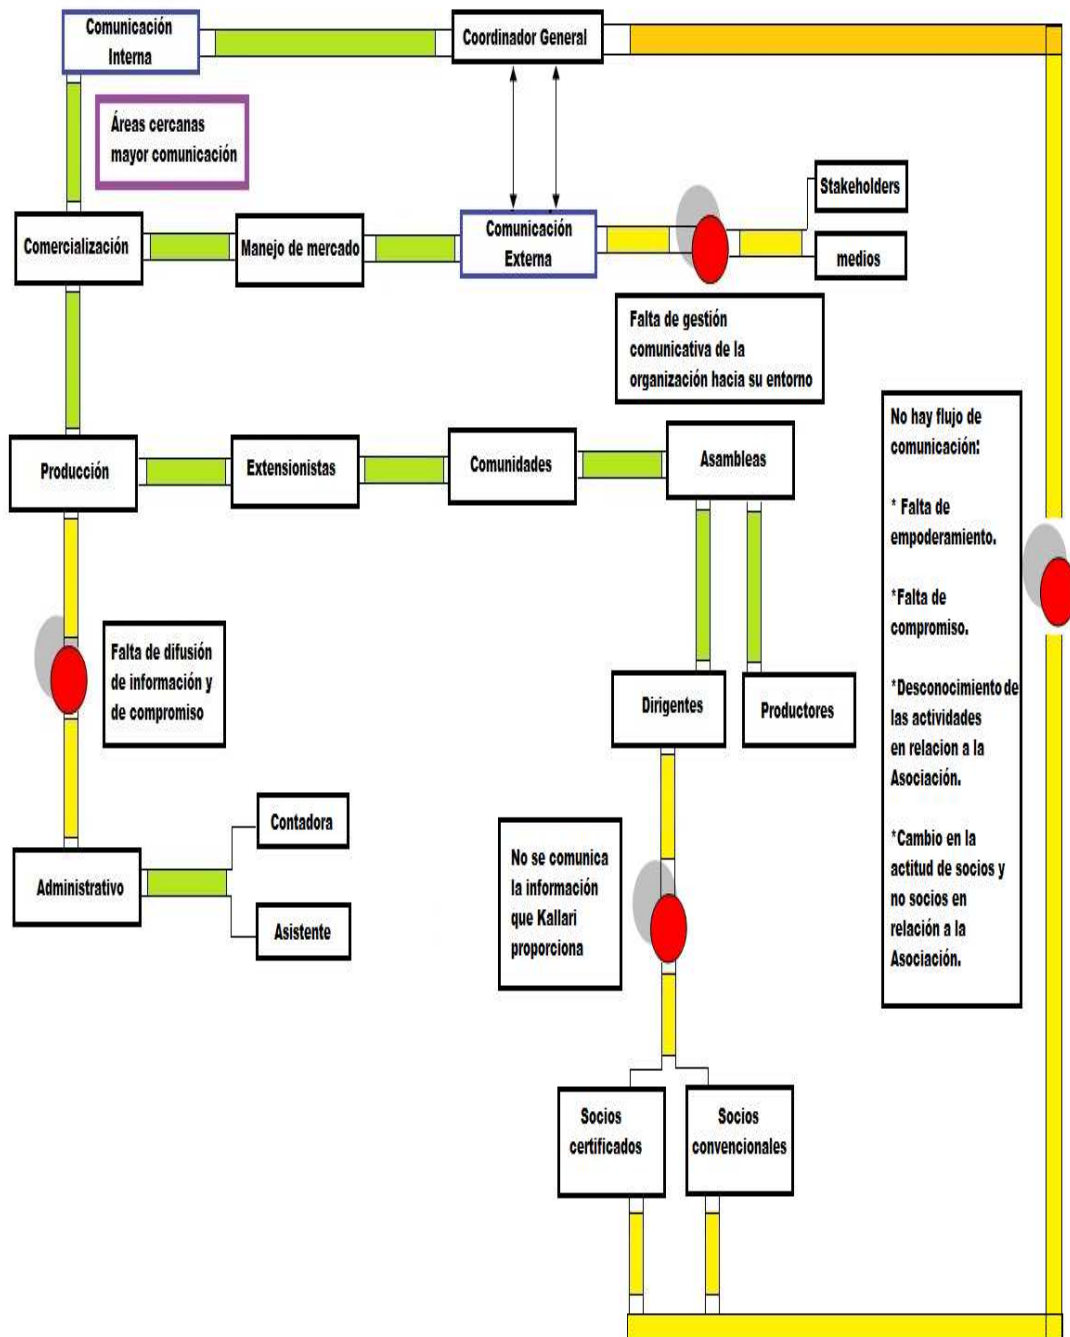 Comunicación
Interna
Coordinador General
Áreas cercanas
mayor comunicación
Stakeholders
Comercialización
Manejo de mercado
Comunicación
Externa
medios
Falta de gestión
comunicativa de la
organización hacia su entorno
No hay flujo de
comunicación:
* Falta de
empoderamiento.
*Falta de
compromiso.
*Desconocimiento de
las actividades
en relacion a la
Asociación.
*Cambio en la
actitud de socios y
no socios en
relación a la
Asociación.
Producción
Extensionistas
Comunidades
Asambleas
Falta de difusión
de información y
de compromiso
Dirigentes
Productores
Contadora
Administrativo
Asistente
No se comunica
la información
que Kallari
proporciona
Socios
certificados
Socios
convencionales